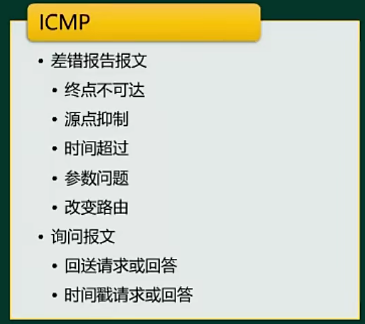 ICMP
• 差错报告报文
• 终点不可达
• 源点抑制
• 时间超过
• 参数问题
• 改变路由
• 询问报文
• 回送请求或回答
• 时间戳请求或回答